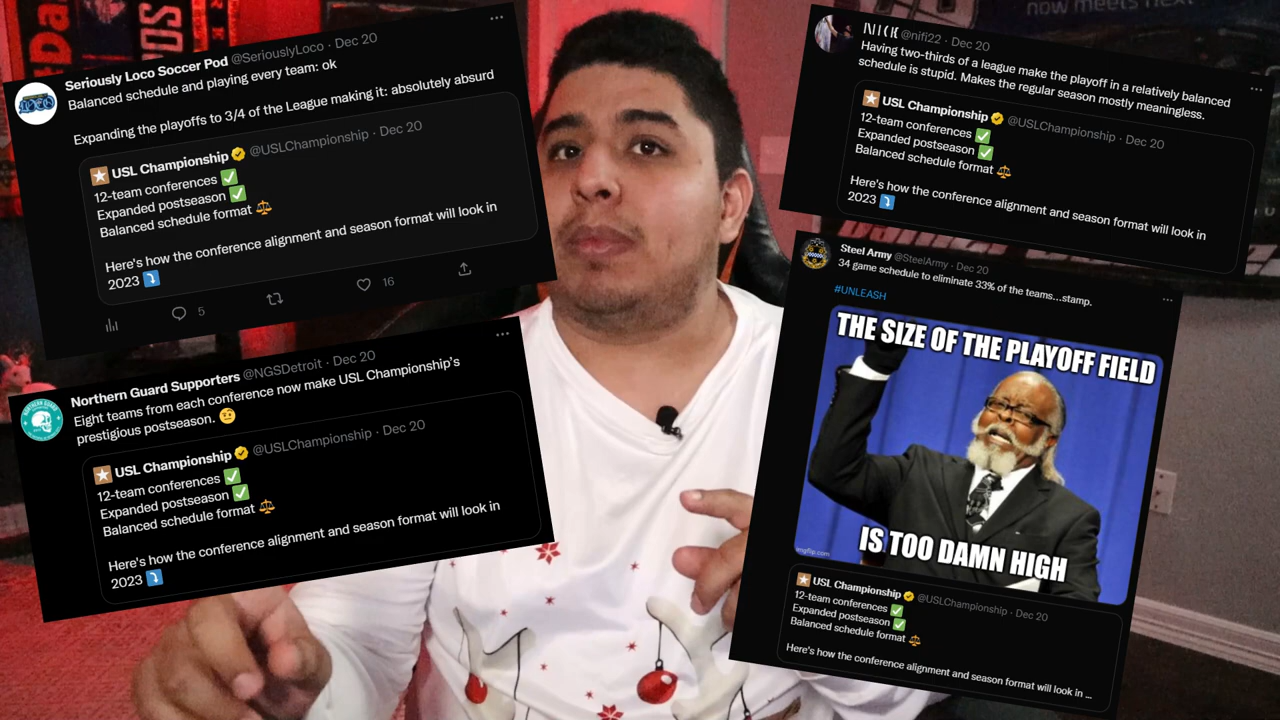 now meets next
Seriously Loco Soccer Pod @SeriouslyLoco · Dec 20
Balanced schedule and playing every team: ok
Expanding the playoffs to 3/4 of the League making it: absolutely absurd
USL Championship @USLChampionship · Dec 20
12-team conferences ✅
Expanded postseason ✅
Balanced schedule format ⚖️
Here's how the conference alignment and season format will look in
2023 ⤵️
5
16
Northern Guard Supporters @NGSDetroit · Dec 20
Eight teams from each conference now make USL Championship's
prestigious postseason. 🤨
USL Championship @USLChampionship · Dec 20
12-team conferences ✅
Expanded postseason ✅
Balanced schedule format ⚖️
Here's how the conference alignment and season format will look in
2023 ⤵️
NICK @nifi22 · Dec 20
Having two-thirds of a league make the playoff in a relatively balanced
schedule is stupid. Makes the regular season mostly meaningless.
USL Championship @USLChampionship · Dec 20
12-team conferences ✅
Expanded postseason ✅
Balanced schedule format ⚖️
Here's how the conference alignment and season format will look in
2023 ⤵️
Steel Army @SteelArmy · Dec 20
34 game schedule to eliminate 33% of the teams...stamp.
#UNLEASH
THE SIZE OF THE PLAYOFF FIELD
IS TOO DAMN HIGH
imgflip.com
USL Championship @USLChampionship · Dec 20
12-team conferences ✅
Expanded postseason ✅
Balanced schedule format ⚖️
Here's how the conference alignment and season format will look in ...